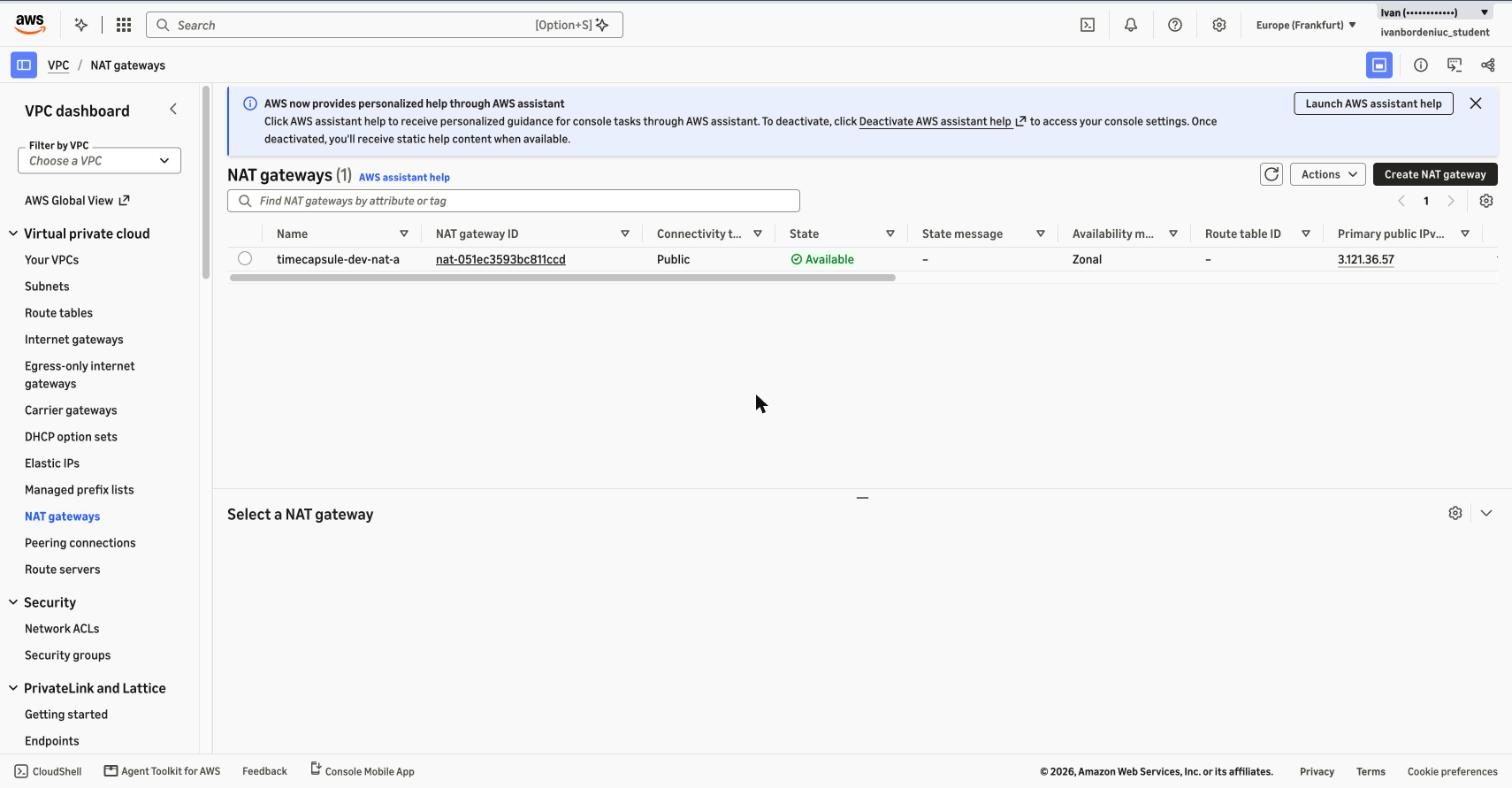 aws
Search
[Option+S]
Europe (Frankfurt)
Ivan (············)
ivanbordeniuc_student
VPC / NAT gateways
VPC dashboard
Filter by VPC
Choose a VPC
AWS Global View
Virtual private cloud
Your VPCs
Subnets
Route tables
Internet gateways
Egress-only internet
gateways
Carrier gateways
DHCP option sets
Elastic IPs
Managed prefix lists
NAT gateways
Peering connections
Route servers
Security
Network ACLs
Security groups
PrivateLink and Lattice
Getting started
Endpoints
AWS now provides personalized help through AWS assistant
Click AWS assistant help to receive personalized guidance for console tasks through AWS assistant. To deactivate, click Deactivate AWS assistant help to access your console settings. Once
deactivated, you'll receive static help content when available.
Launch AWS assistant help
NAT gateways (1) AWS assistant help
Actions
Create NAT gateway
Find NAT gateways by attribute or tag
1
Name NAT gateway ID Connectivity t... State State message Availability m... Route table ID Primary public IPv...
timecapsule-dev-nat-a nat-051ec3593bc811ccd Public Available – Zonal – 3.121.36.57
Select a NAT gateway
CloudShell Agent Toolkit for AWS Feedback Console Mobile App
© 2026, Amazon Web Services, Inc. or its affiliates. Privacy Terms Cookie preferences